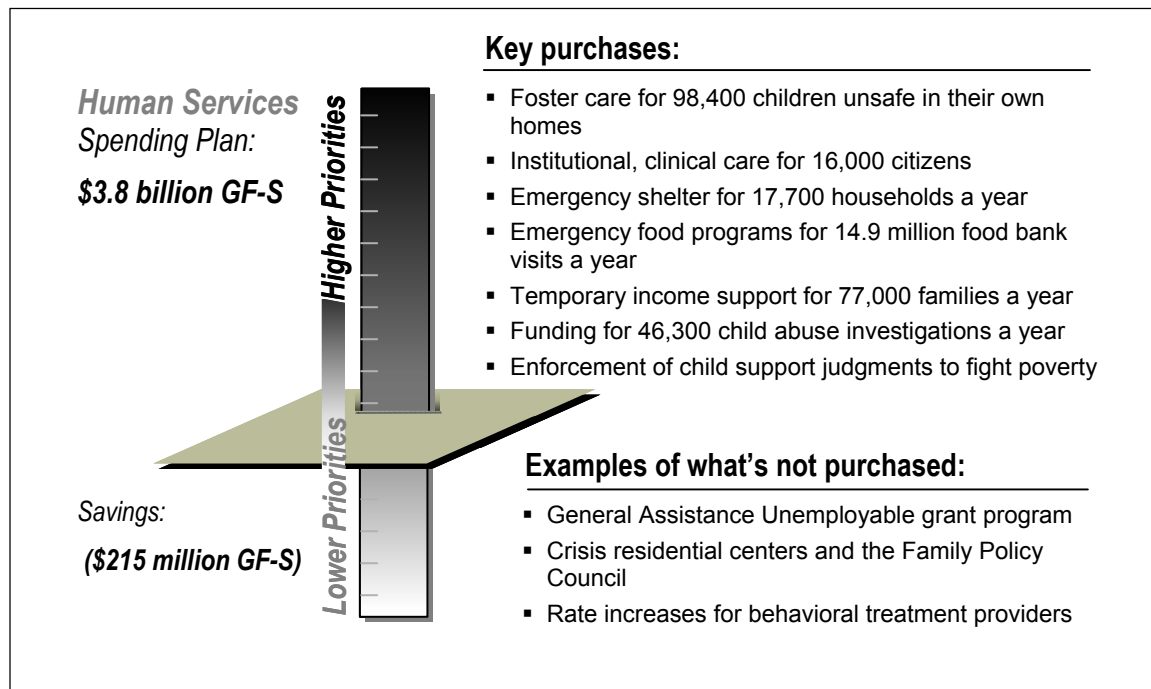 Human Services
Spending Plan:
$3.8 billion GF-S
Higher Priorities
Key purchases:
▪ Foster care for 98,400 children unsafe in their own
homes
▪ Institutional, clinical care for 16,000 citizens
▪ Emergency shelter for 17,700 households a year
▪ Emergency food programs for 14.9 million food bank
visits a year
▪ Temporary income support for 77,000 families a year
▪ Funding for 46,300 child abuse investigations a year
▪ Enforcement of child support judgments to fight poverty
Savings:
($215 million GF-S)
Lower Priorities
Examples of what's not purchased:
▪ General Assistance Unemployable grant program
▪ Crisis residential centers and the Family Policy
Council
▪ Rate increases for behavioral treatment providers